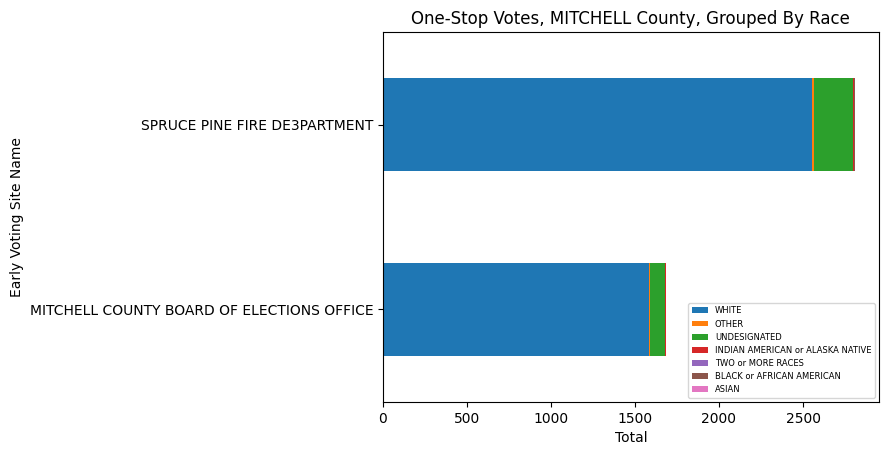 One-Stop Votes, MITCHELL County, Grouped By Race
Early Voting Site Name
SPRUCE PINE FIRE DE3PARTMENT
MITCHELL COUNTY BOARD OF ELECTIONS OFFICE
WHITE
OTHER
UNDESIGNATED
INDIAN AMERICAN or ALASKA NATIVE
TWO or MORE RACES
BLACK or AFRICAN AMERICAN
ASIAN
0 500 1000 1500 2000 2500
Total